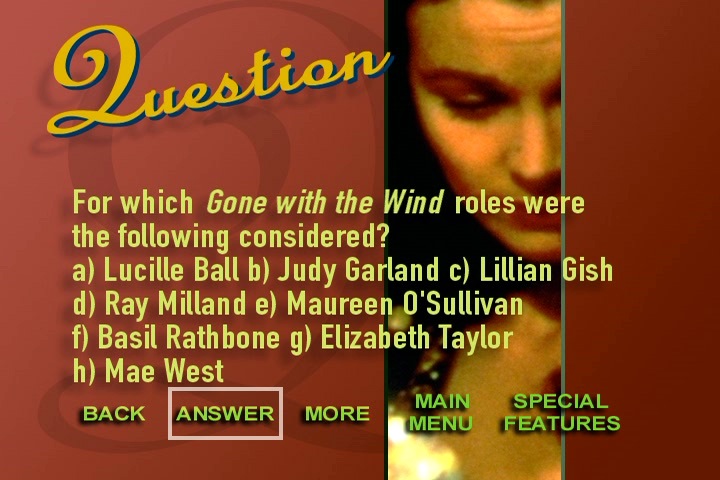 Question
For which Gone with the Wind roles were
the following considered?
a) Lucille Ball b) Judy Garland c) Lillian Gish
d) Ray Milland e) Maureen O'Sullivan
f) Basil Rathbone g) Elizabeth Taylor
h) Mae West
BACK ANSWER MORE MAIN MENU SPECIAL FEATURES